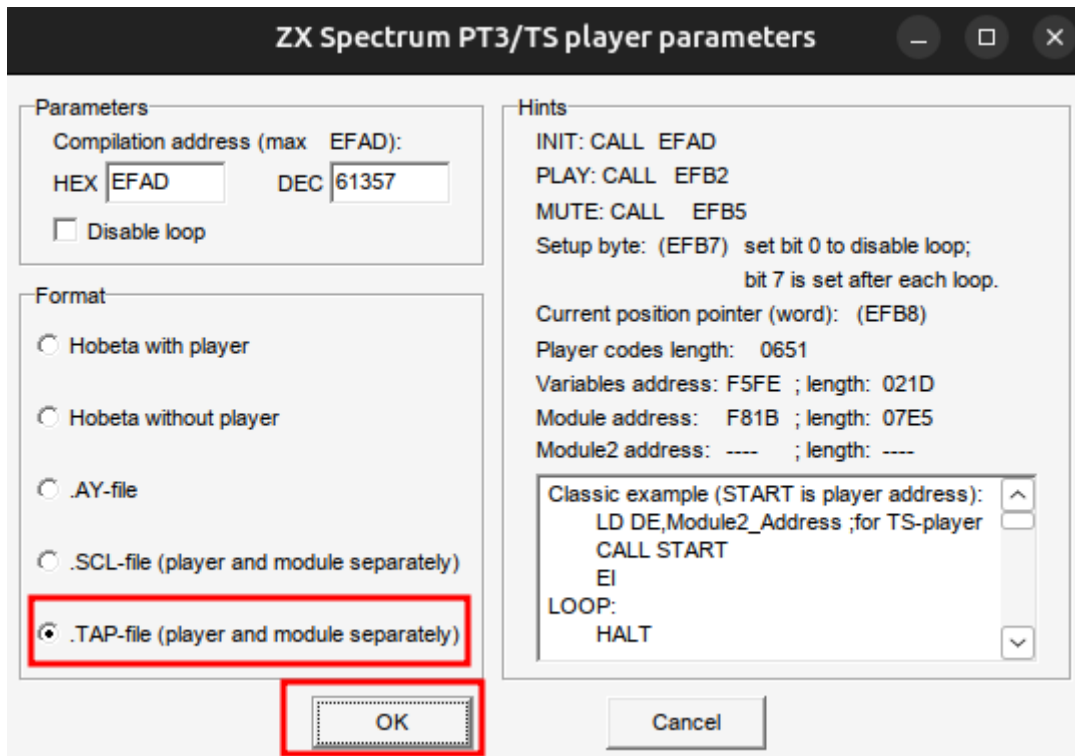 ZX Spectrum PT3/TS player parameters
Parameters
Compilation address (max EFAD):
HEX EFAD DEC 61357
Disable loop
Format
Hobeta with player
Hobeta without player
.AY-file
.SCL-file (player and module separately)
.TAP-file (player and module separately)
Hints
INIT: CALL EFAD
PLAY: CALL EFB2
MUTE: CALL EFB5
Setup byte: (EFB7) set bit 0 to disable loop;
bit 7 is set after each loop.
Current position pointer (word): (EFB8)
Player codes length: 0651
Variables address: F5FE ; length: 021D
Module address: F81B ; length: 07E5
Module2 address: ---- ; length: ----
Classic example (START is player address):
LD DE,Module2_Address ;for TS-player
CALL START
EI
LOOP:
HALT
OK
Cancel